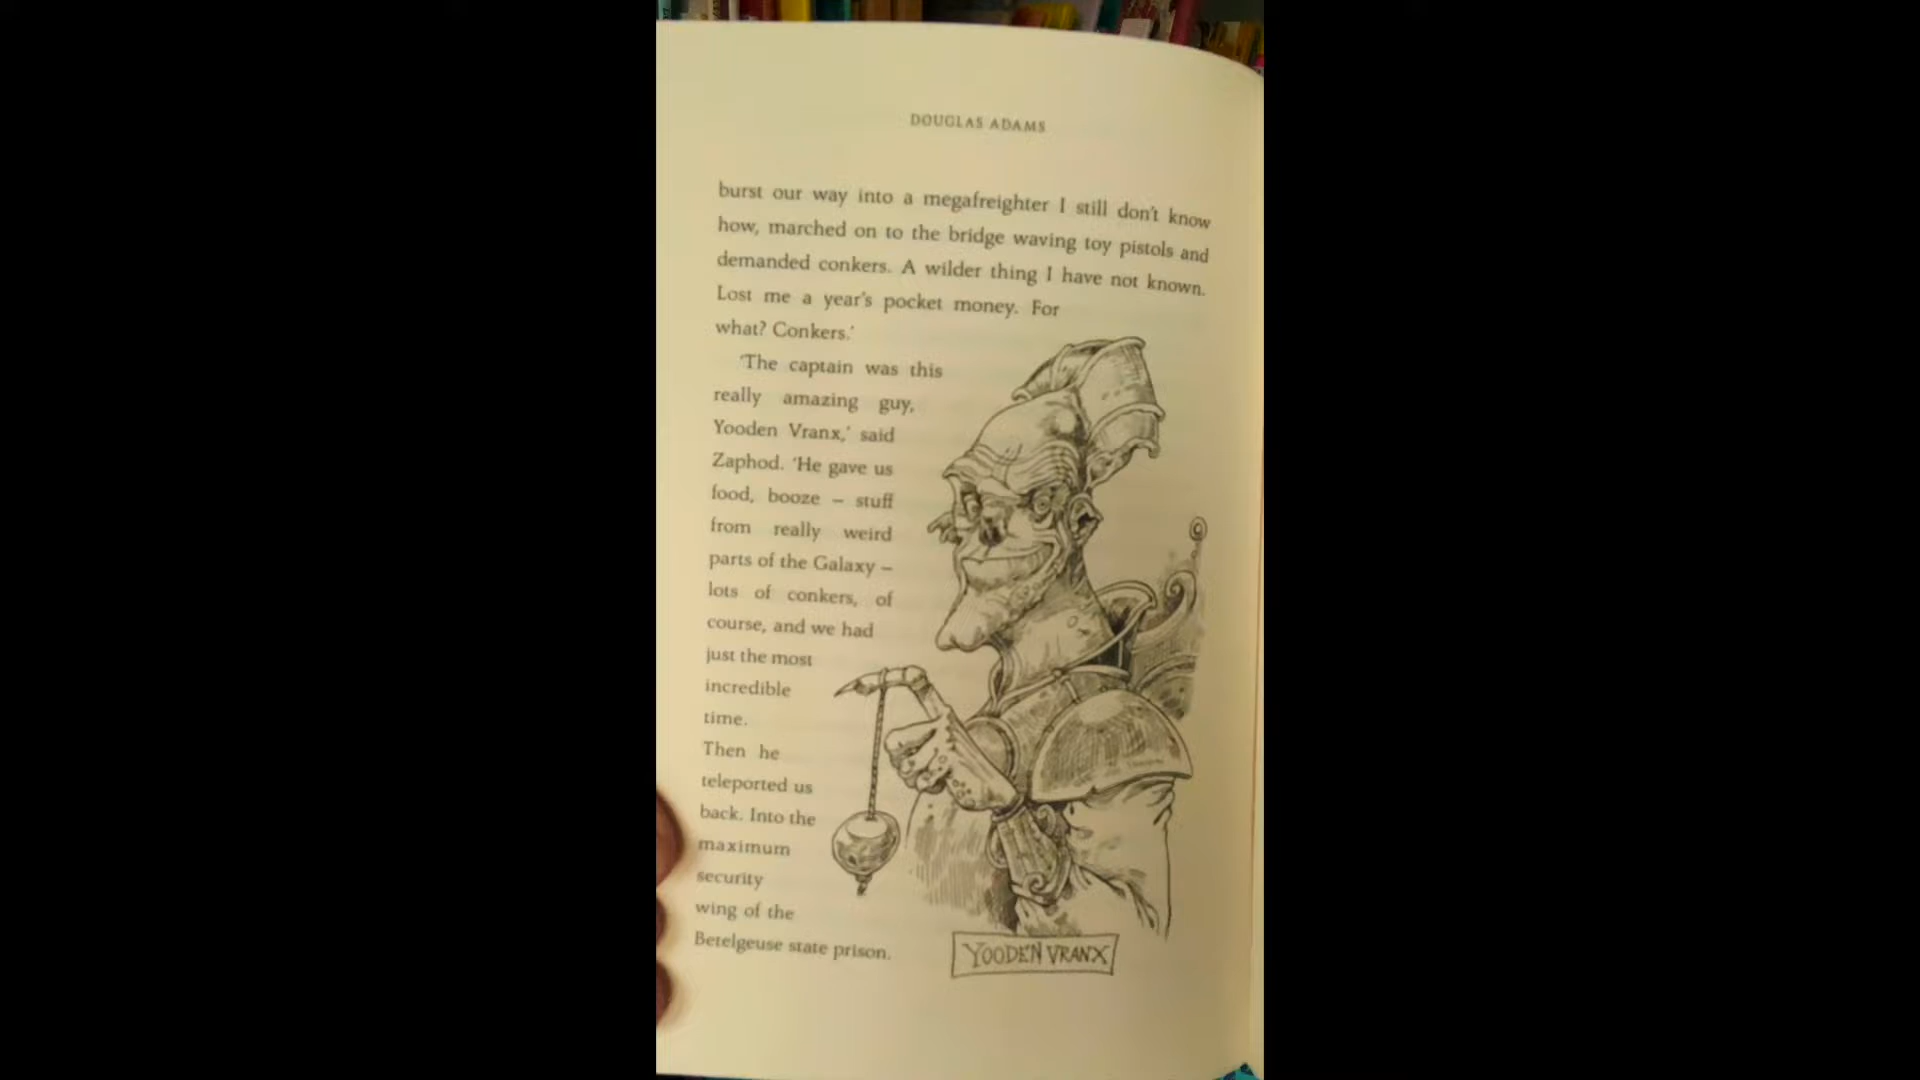 DOUGLAS ADAMS
burst our way into a megafreighter I still don't know
how, marched on to the bridge waving toy pistols and
demanded conkers. A wilder thing I have not known.
Lost me a year's pocket money. For
what? Conkers.'
'The captain was this
really amazing guy,
Yooden Vranx,' said
Zaphod. 'He gave us
food, booze – stuff
from really weird
parts of the Galaxy –
lots of conkers, of
course, and we had
just the most
incredible
time.
Then he
teleported us
back. Into the
maximum
security
wing of the
Betelgeuse state prison.
YOODEN VRANX